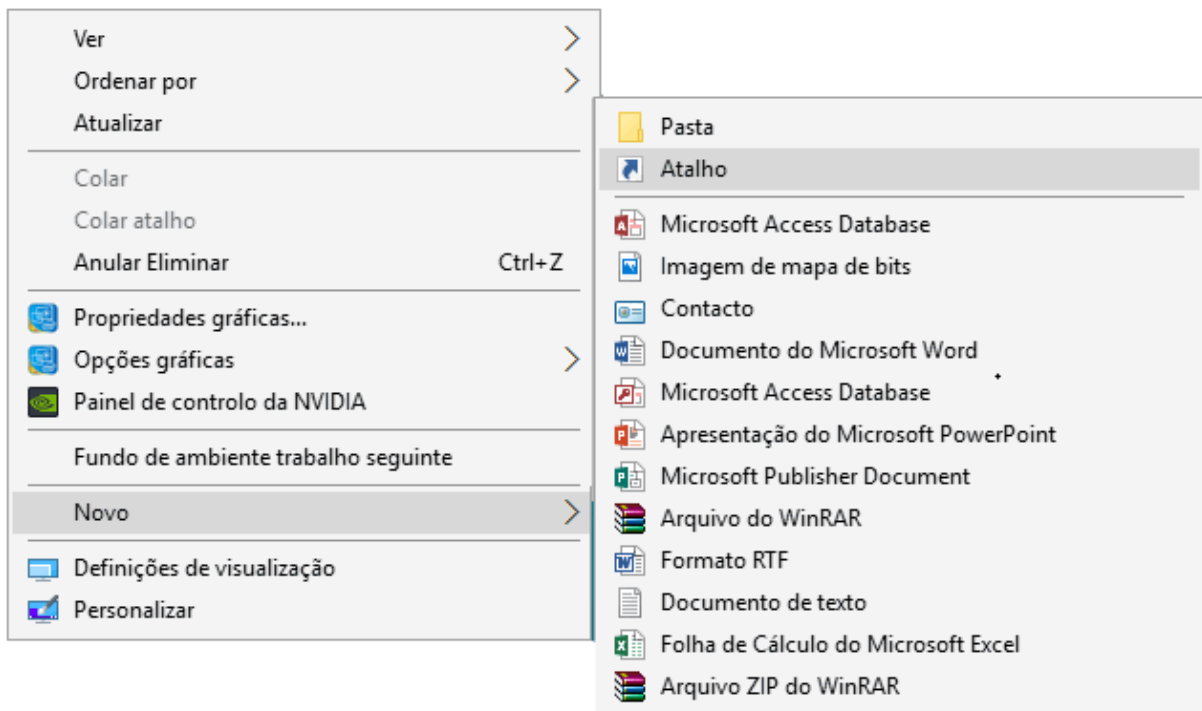 Ver
Ordenar por
Atualizar
Colar
Colar atalho
Anular Eliminar Ctrl+Z
Propriedades gráficas...
Opções gráficas
Painel de controlo da NVIDIA
Fundo de ambiente trabalho seguinte
Novo
Definições de visualização
Personalizar
Pasta
Atalho
Microsoft Access Database
Imagem de mapa de bits
Contacto
Documento do Microsoft Word
Microsoft Access Database
Apresentação do Microsoft PowerPoint
Microsoft Publisher Document
Arquivo do WinRAR
Formato RTF
Documento de texto
Folha de Cálculo do Microsoft Excel
Arquivo ZIP do WinRAR